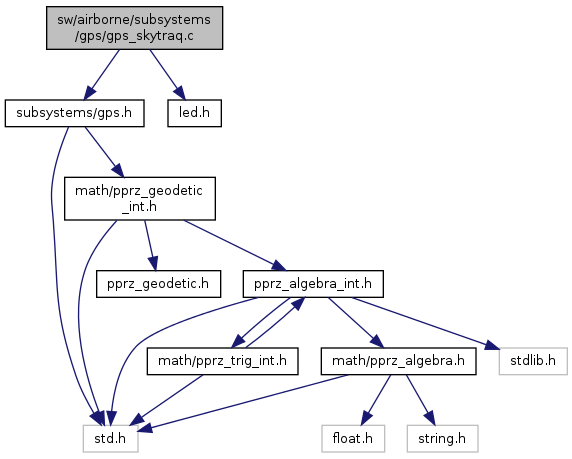 sw/airborne/subsystems
/gps/gps_skytraq.c
subsystems/gps.h
led.h
math/pprz_geodetic
_int.h
pprz_geodetic.h
pprz_algebra_int.h
math/pprz_trig_int.h
math/pprz_algebra.h
stdlib.h
std.h
float.h
string.h